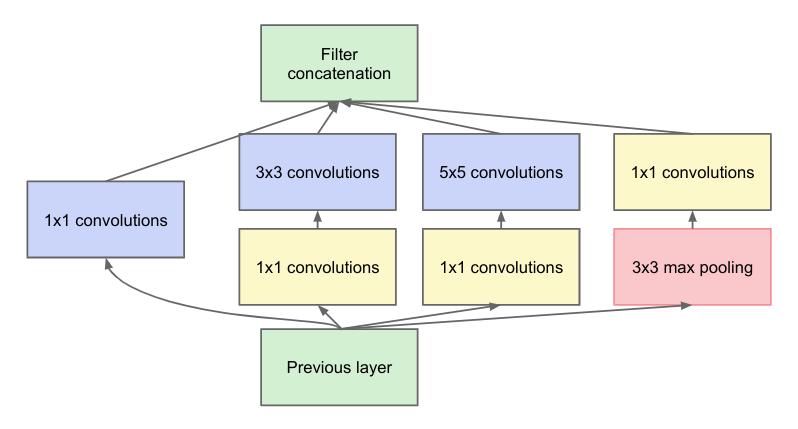 Filter
concatenation
3x3 convolutions
5x5 convolutions
1x1 convolutions
1x1 convolutions
1x1 convolutions
1x1 convolutions
3x3 max pooling
Previous layer